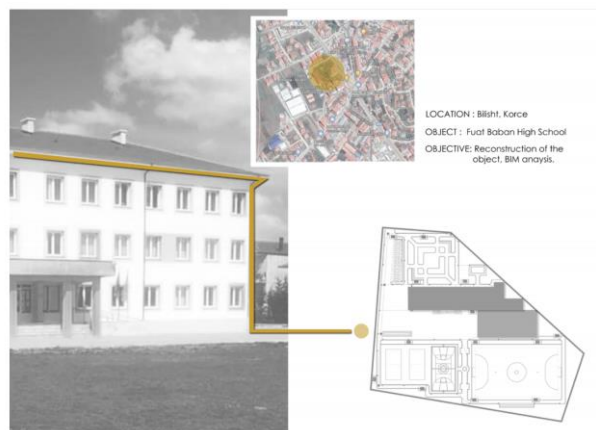 LOCATION : Bilisht, Korce
OBJECT : Fuat Baban High School
OBJECTIVE: Reconstruction of the
object, BIM anaysis.